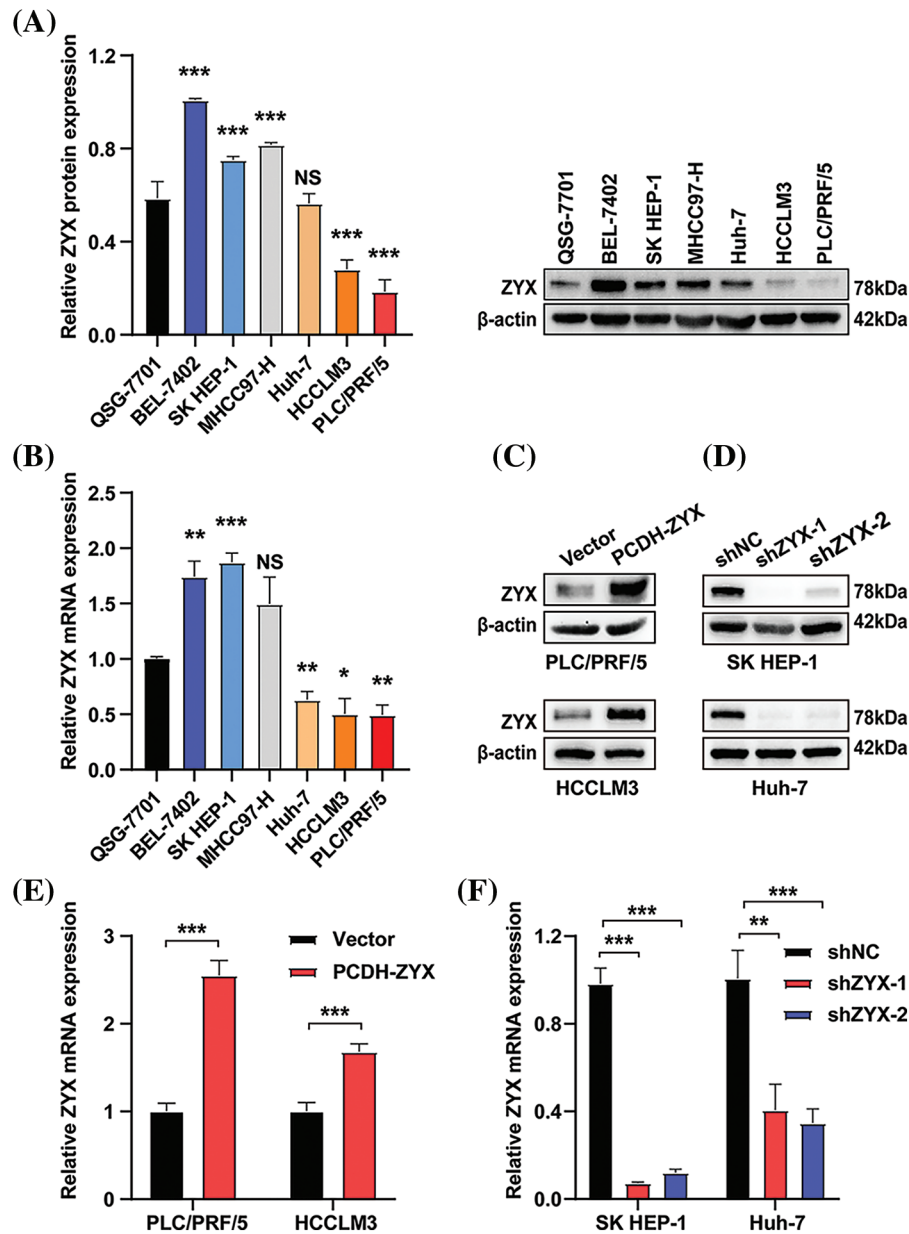 (A)
Relative ZYX protein expression
1.2
0.8
0.4
0.0
***
***
***
NS
***
***
QSG-7701
BEL-7402
SK HEP-1
MHCC97-H
Huh-7
HCCLM3
PLC/PRF/5
QSG-7701
BEL-7402
SK HEP-1
MHCC97-H
Huh-7
HCCLM3
PLC/PRF/5
ZYX
78kDa
β-actin
42kDa
(B)
Relative ZYX mRNA expression
2.5
2.0
1.5
1.0
0.5
0.0
**
***
NS
**
*
**
QSG-7701
BEL-7402
SK HEP-1
MHCC97-H
Huh-7
HCCLM3
PLC/PRF/5
(C)
Vector
PCDH-ZYX
ZYX
β-actin
PLC/PRF/5
ZYX
β-actin
HCCLM3
(D)
shNC
shZYX-1
shZYX-2
78kDa
42kDa
SK HEP-1
78kDa
42kDa
Huh-7
(E)
Relative ZYX mRNA expression
3
2
1
0
***
***
Vector
PCDH-ZYX
PLC/PRF/5
HCCLM3
(F)
Relative ZYX mRNA expression
1.2
0.8
0.4
0.0
***
***
***
**
shNC
shZYX-1
shZYX-2
SK HEP-1
Huh-7